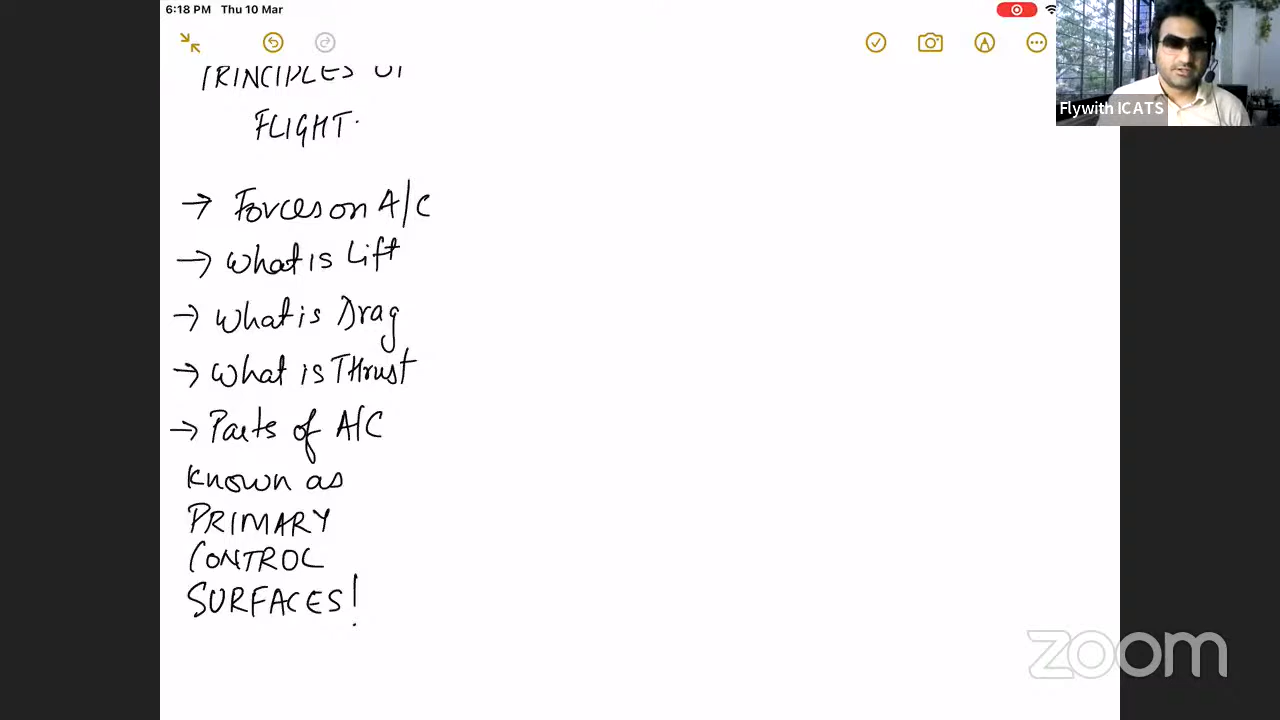 6:18 PM Thu 10 Mar
PRINCIPLES OF
FLIGHT.
Flywith ICATS
→ Forces on A/C
→ What is Lift
→ What is Drag
→ What is THrust
→ Parts of A/C
Known as
PRIMARY
CONTROL
SURFACES!
zoom